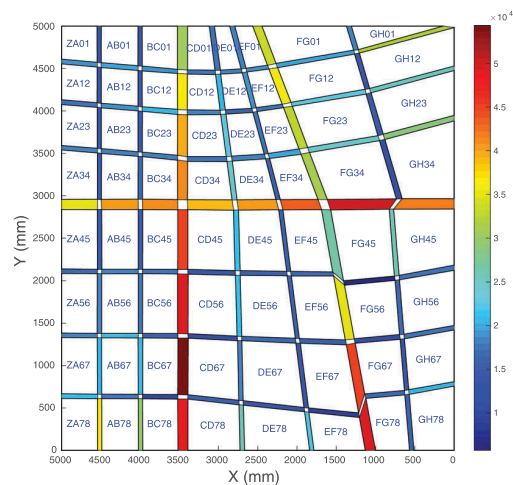 ×10⁴
5000
ZA01 AB01 BC01 CD01 DE01 EF01 FG01 GH01
4500
GH12
ZA12 AB12 BC12 CD12 DE12 EF12 FG12
4000
GH23
ZA23 AB23 BC23 CD23 DE23 EF23 FG23
3500
ZA34 AB34 BC34 CD34 DE34 EF34 FG34 GH34
3000
2500
ZA45 AB45 BC45 CD45 DE45 EF45 FG45 GH45
2000
ZA56 AB56 BC56 CD56 DE56 EF56 FG56 GH56
1500
1000
ZA67 AB67 BC67 CD67 DE67 EF67 FG67 GH67
500
ZA78 AB78 BC78 CD78 DE78 EF78 FG78 GH78
0
5000 4500 4000 3500 3000 2500 2000 1500 1000 500 0
X (mm)
Y (mm)
5
4.5
4
3.5
3
2.5
2
1.5
1